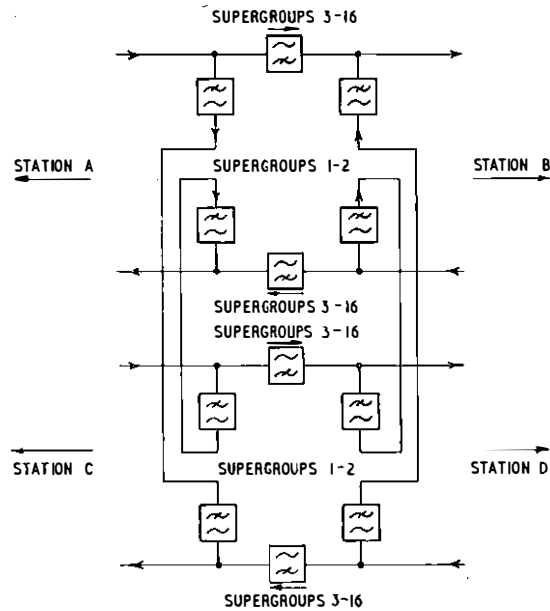 SUPERGROUPS 3-16
STATION A
SUPERGROUPS 1-2
STATION B
SUPERGROUPS 3-16
SUPERGROUPS 3-16
STATION C
SUPERGROUPS 1-2
STATION D
SUPERGROUPS 3-16